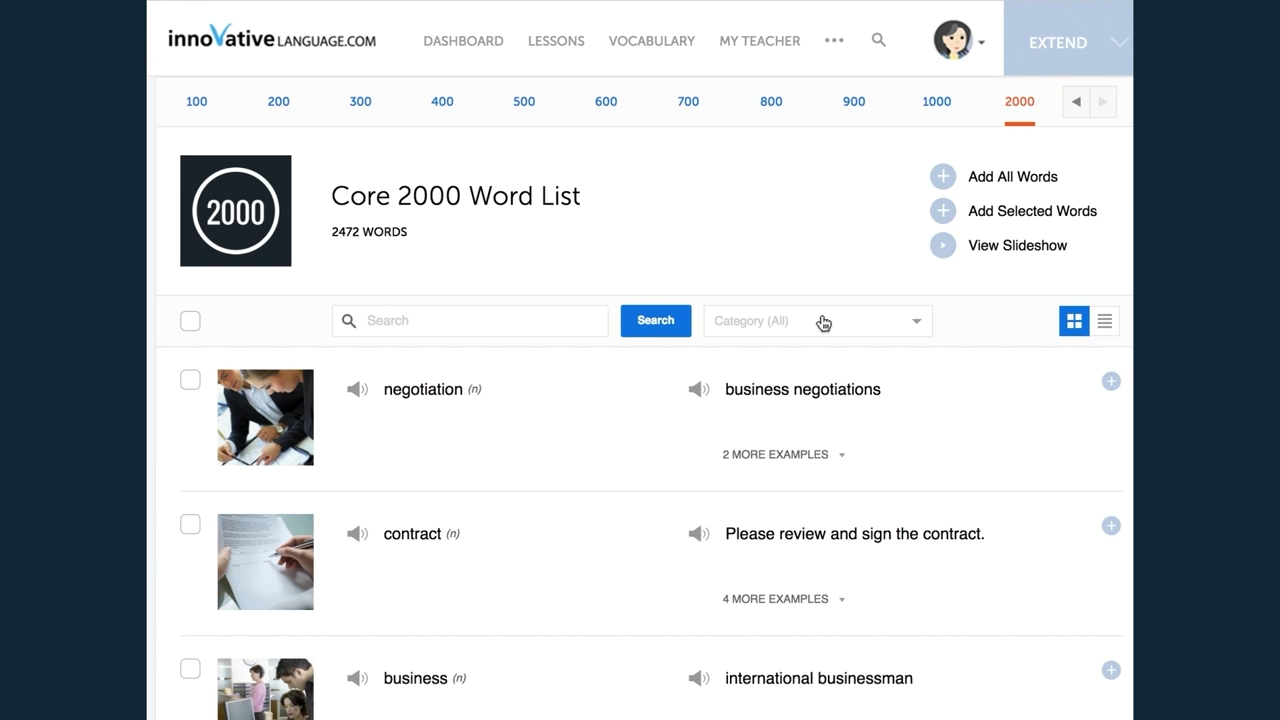 innoVative LANGUAGE.COM
DASHBOARD LESSONS VOCABULARY MY TEACHER EXTEND
100 200 300 400 500 600 700 800 900 1000 2000
2000
Core 2000 Word List
2472 WORDS
Add All Words
Add Selected Words
View Slideshow
Search Search Category (All)
negotiation (n) business negotiations
2 MORE EXAMPLES
contract (n) Please review and sign the contract.
4 MORE EXAMPLES
business (n) international businessman